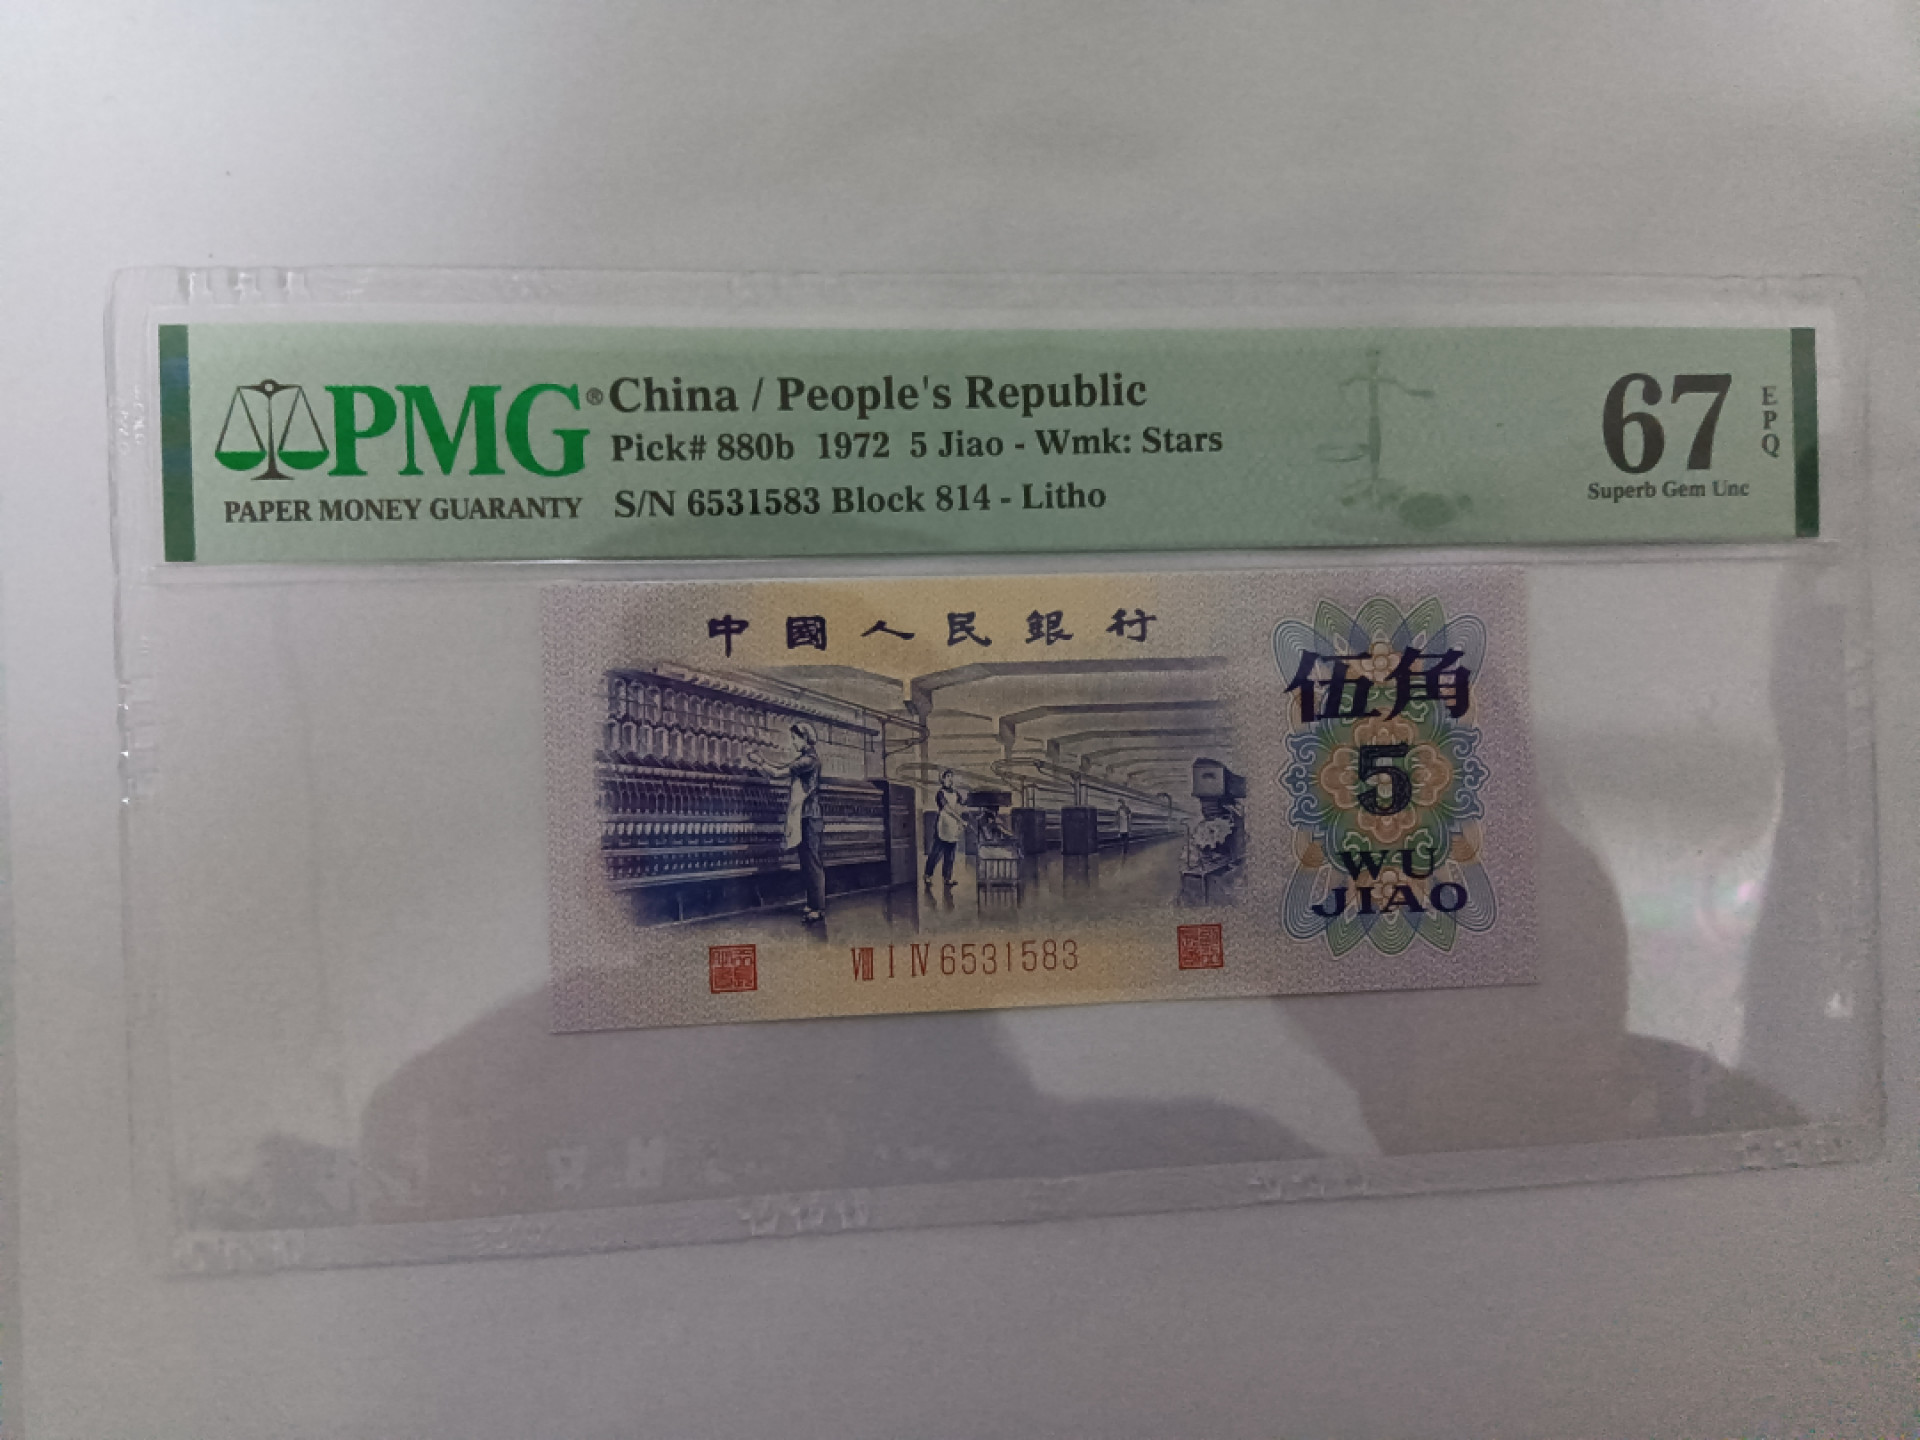 PMG®
PAPER MONEY GUARANTY
China / People's Republic
Pick# 880b 1972 5 Jiao - Wmk: Stars
S/N 6531583 Block 814 - Litho
67
EPQ
Superb Gem Unc
中國人民銀行
伍角
5
WU
JIAO
VIII I IV 6531583